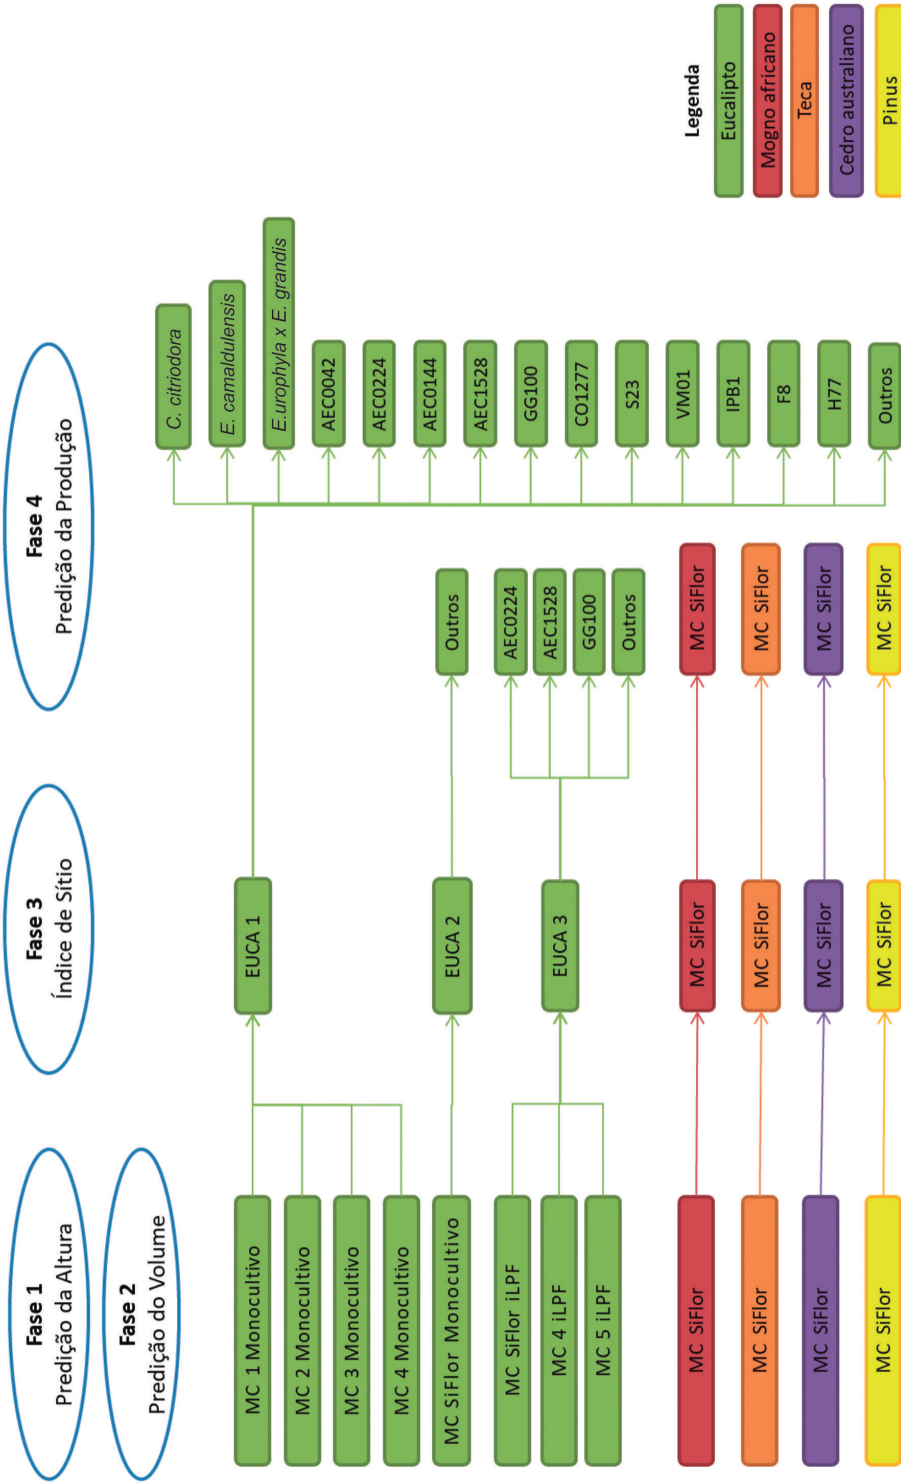 Fase 1
Predição da Altura
Fase 2
Predição do Volume
Fase 3
Índice de Sítio
Fase 4
Predição da Produção
MC 1 Monocultivo
MC 2 Monocultivo
MC 3 Monocultivo
MC 4 Monocultivo
MC SiFlor Monocultivo
MC SiFlor iLPF
MC 4 iLPF
MC 5 iLPF
MC SiFlor
MC SiFlor
MC SiFlor
MC SiFlor
EUCA 1
EUCA 2
EUCA 3
MC SiFlor
MC SiFlor
MC SiFlor
MC SiFlor
Outros
AEC0224
AEC1528
GG100
Outros
MC SiFlor
MC SiFlor
MC SiFlor
MC SiFlor
C. citriodora
E. camaldulensis
E.urophyla x E. grandis
AEC0042
AEC0224
AEC0144
AEC1528
GG100
CO1277
S23
VM01
IPB1
F8
H77
Outros
Legenda
Eucalipto
Mogno africano
Teca
Cedro australiano
Pinus